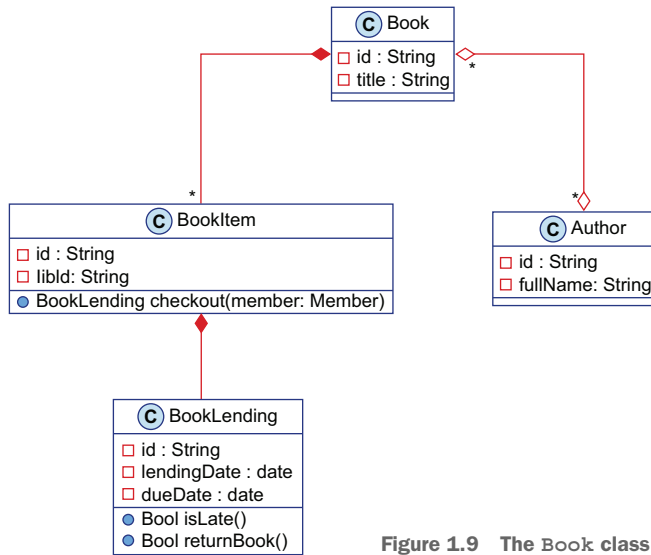 C Book
id : String
title : String
*
*
*
C BookItem
id : String
libId: String
BookLending checkout(member: Member)
C Author
id : String
fullName: String
C BookLending
id : String
lendingDate : date
dueDate : date
Bool isLate()
Bool returnBook()
Figure 1.9 The Book class